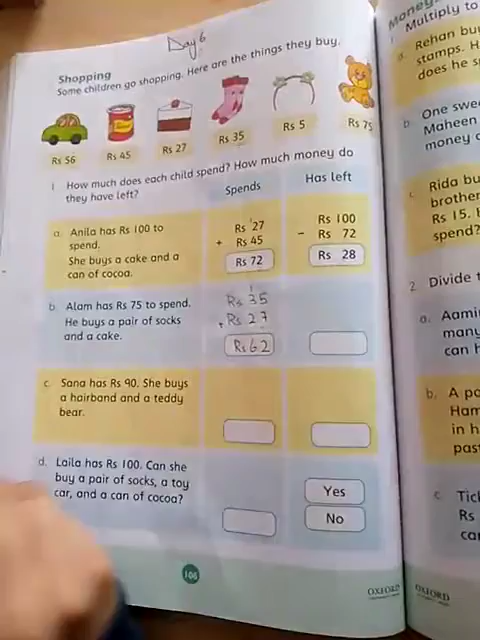 Day 6
Shopping
Some children go shopping. Here are the things they buy.
Rs 56
Rs 45
Rs 27
Rs 35
Rs 5
Rs 75
1 How much does each child spend? How much money do
they have left?
Spends
Has left
a. Anila has Rs 100 to
spend.
She buys a cake and a
can of cocoa.
1
Rs 27
+ Rs 45
Rs 72
Rs 100
- Rs 72
Rs 28
b. Alam has Rs 75 to spend.
He buys a pair of socks
and a cake.
1
Rs 35
+ Rs 27
Rs 62
c. Sana has Rs 90. She buys
a hairband and a teddy
bear.
d. Laila has Rs 100. Can she
buy a pair of socks, a toy
car, and a can of cocoa?
Yes
No
106
OXFORD
Money
Multiply to
a. Rehan bu
stamps. H
does he s
b. One swe
Maheen
money
c. Rida bu
brother
Rs 15.
spend?
2 Divide
a. Aami
many
can
b. A pa
Ham
in h
pas
c. Tic
Rs
ca
OXFORD